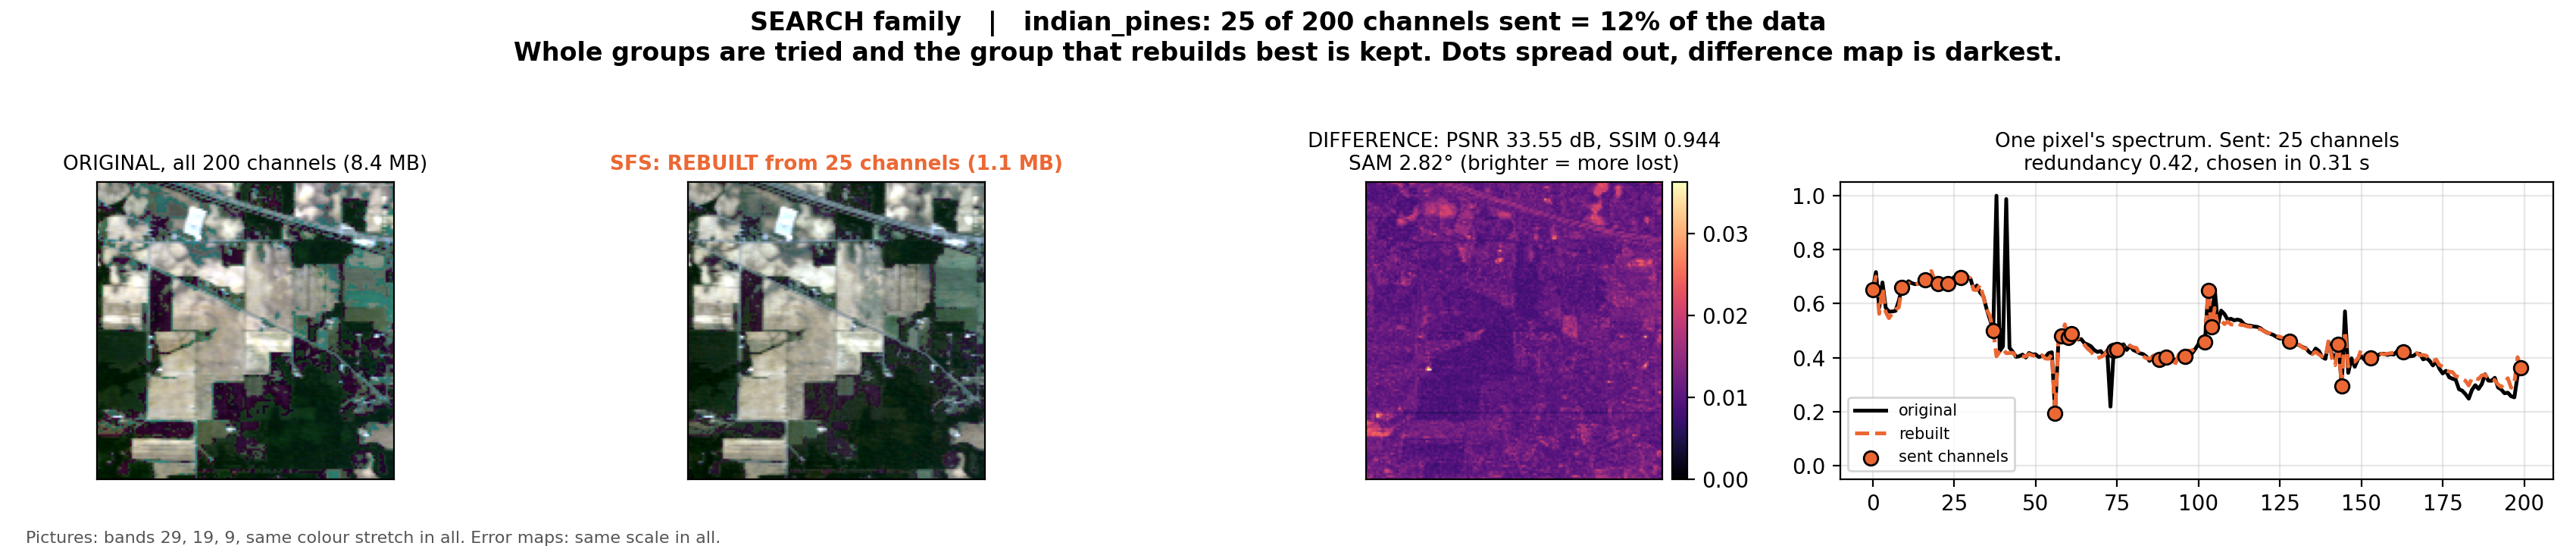 SEARCH family | indian_pines: 25 of 200 channels sent = 12% of the data
Whole groups are tried and the group that rebuilds best is kept. Dots spread out, difference map is darkest.
ORIGINAL, all 200 channels (8.4 MB)
SFS: REBUILT from 25 channels (1.1 MB)
DIFFERENCE: PSNR 33.55 dB, SSIM 0.944
SAM 2.82° (brighter = more lost)
0.03
0.02
0.01
0.00
One pixel's spectrum. Sent: 25 channels
redundancy 0.42, chosen in 0.31 s
1.0
0.8
0.6
0.4
0.2
0.0
original
rebuilt
sent channels
0 25 50 75 100 125 150 175 200
Pictures: bands 29, 19, 9, same colour stretch in all. Error maps: same scale in all.